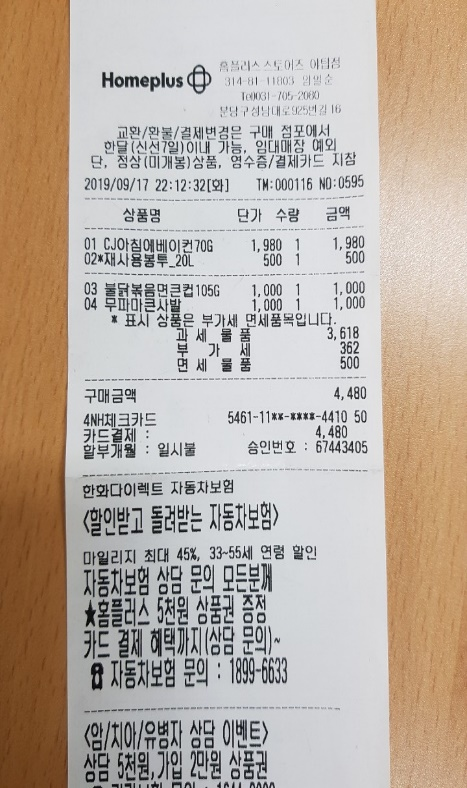 Homeplus
홈플러스스토어즈 야탑점
314-81-11803 임일순
Tel)031-705-2080
분당구성남대로925번길16
교환/환불/결제변경은 구매 점포에서
한달(신선7일)이내 가능, 임대매장 예외
단, 정상(미개봉)상품, 영수증/결제카드 지참
2019/09/17 22:12:32[화] TM:000116 NO:0595
상품명 단가 수량 금액
01 CJ아침에베이컨70G 1,980 1 1,980
02*재사용봉투_20L 500 1 500
03 불닭볶음면큰컵105G 1,000 1 1,000
04 무파마큰사발 1,000 1 1,000
* 표시 상품은 부가세 면세품목입니다.
과 세 물 품 3,618
부 가 세 362
면 세 물 품 500
구매금액 4,480
4NH체크카드 5461-11**-****-4410 50
카드결제 : 4,480
할부개월 : 일시불 승인번호 : 67443405
한화다이렉트 자동차보험
<할인받고 돌려받는 자동차보험>
마일리지 최대 45%, 33~55세 연령 할인
자동차보험 상담 문의 모든분께
★홈플러스 5천원 상품권 증정
카드 결제 혜택까지(상담 문의)~
☎ 자동차보험 문의 : 1899-6633
<암/치아/유병자 상담 이벤트>
상담 5천원,가입 2만원 상품권